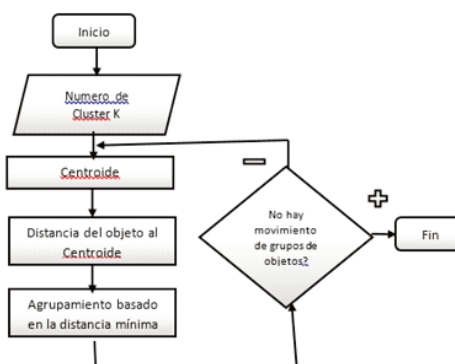 Inicio
Numero de
Cluster K
Centroide
Distancia del objeto al
Centroide
Agrupamiento basado
en la distancia mínima
No hay
movimiento
de grupos de
objetos?
Fin